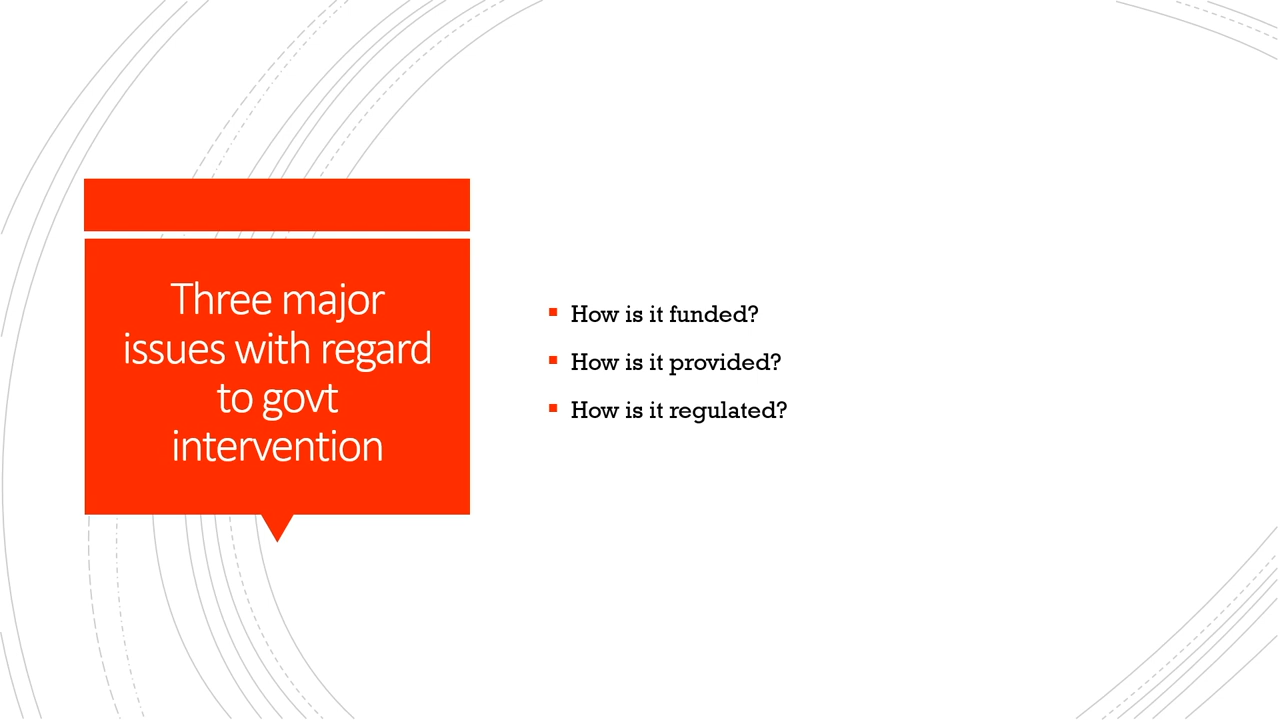 Three major
issues with regard
to govt
intervention
How is it funded?
How is it provided?
How is it regulated?